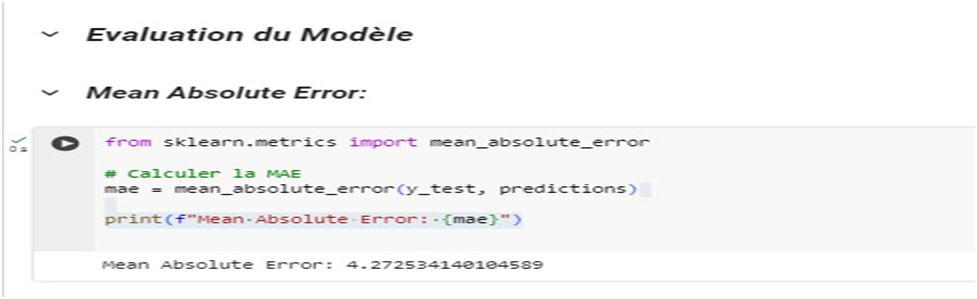 Evaluation du Modèle
Mean Absolute Error:
0 s
from sklearn.metrics import mean_absolute_error
# Calculer la MAE
mae = mean_absolute_error(y_test, predictions)
print(f"Mean Absolute Error: {mae}")
Mean Absolute Error: 4.272534140104589